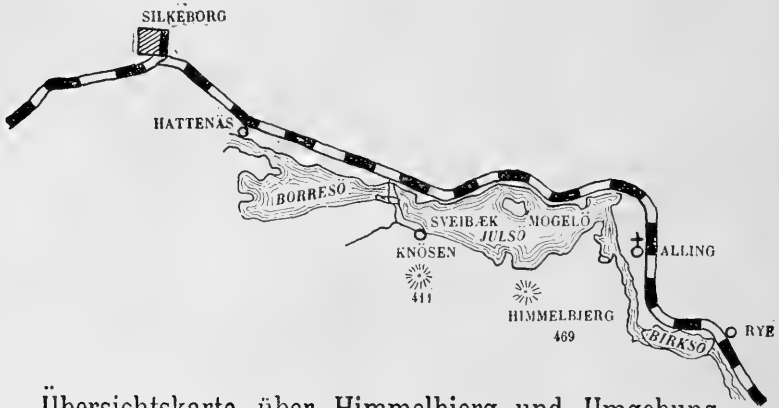 SILKEBORG
HATTENÄS
BORRESÖ
SVEIBÆK
MOGELÖ
JULSÖ
KNÖSEN
411
ALLING
HIMMELBJERG
469
RYE
BIRKSÖ
Übersichtskarte über Himmelbjerg und Umgebung